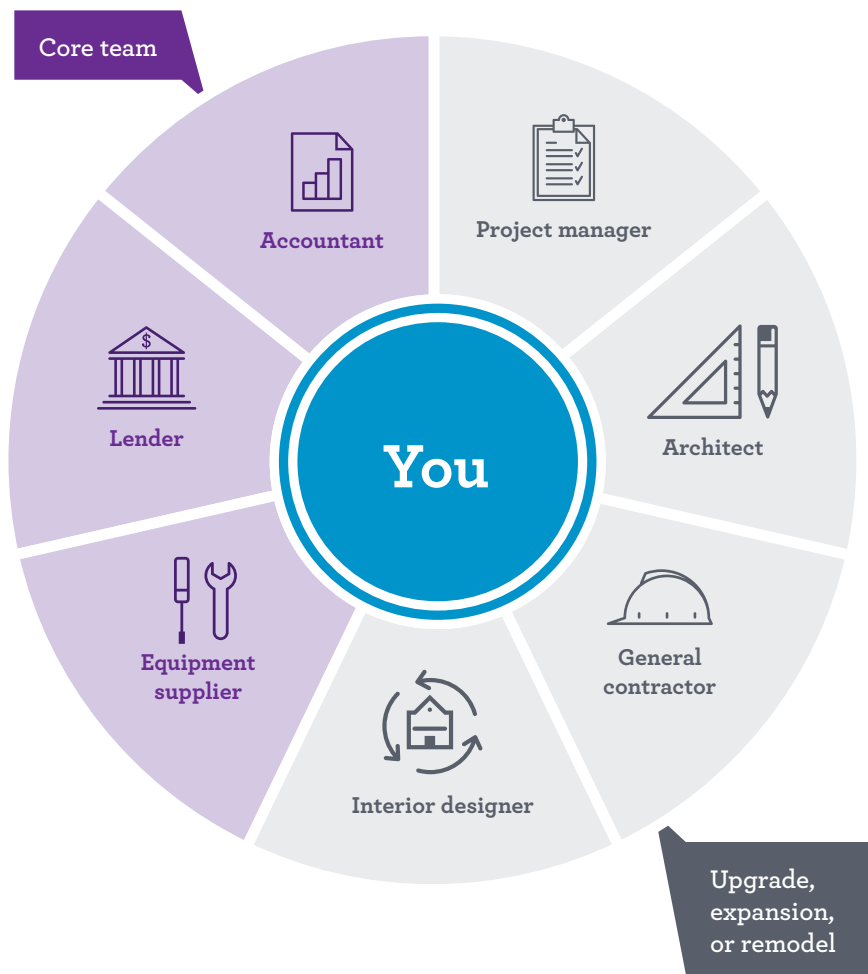 Core team
Accountant
Project manager
$
Lender
Architect
You
Equipment
supplier
General
contractor
Interior designer
Upgrade,
expansion,
or remodel